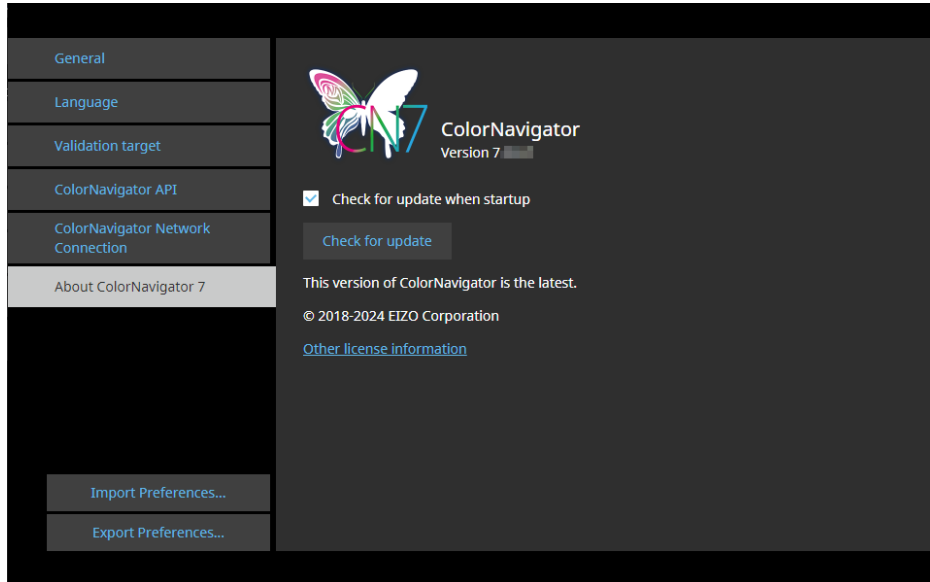 General
Language
Validation target
ColorNavigator API
ColorNavigator Network
Connection
About ColorNavigator 7
Import Preferences...
Export Preferences...
CN7
ColorNavigator
Version 7
Check for update when startup
Check for update
This version of ColorNavigator is the latest.
© 2018-2024 EIZO Corporation
Other license information